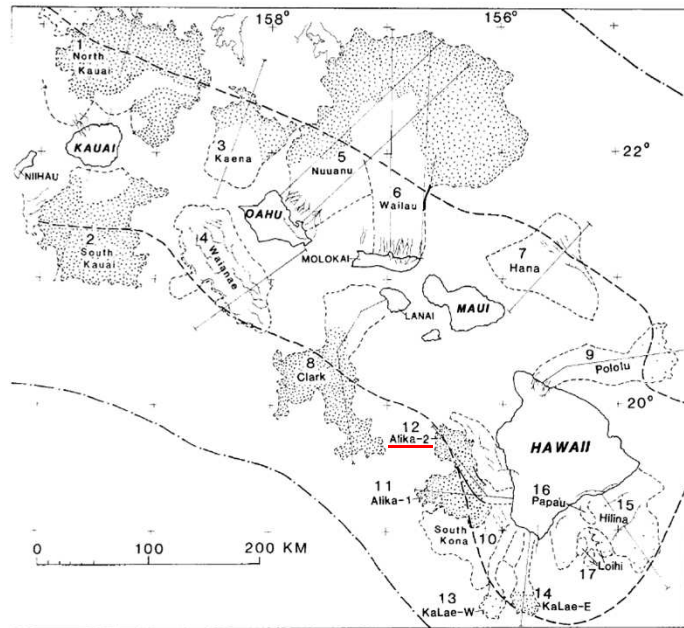 158°
156°
1
North
Kauai
KAUAI
NIIHAU
3
Kaena
5
Nuuanu
22°
6
Wailau
2
South
Kauai
OAHU
4
Waianae
MOLOKAI
7
Hana
LANAI
MAUI
8
Clark
9
Pololu
20°
12
Alika-2
HAWAII
11
Alika-1
16
Papa'u
15
Hilina
South
Kona
10
17
Loihi
0 100 200 KM
13
KaLae-W
14
KaLae-E